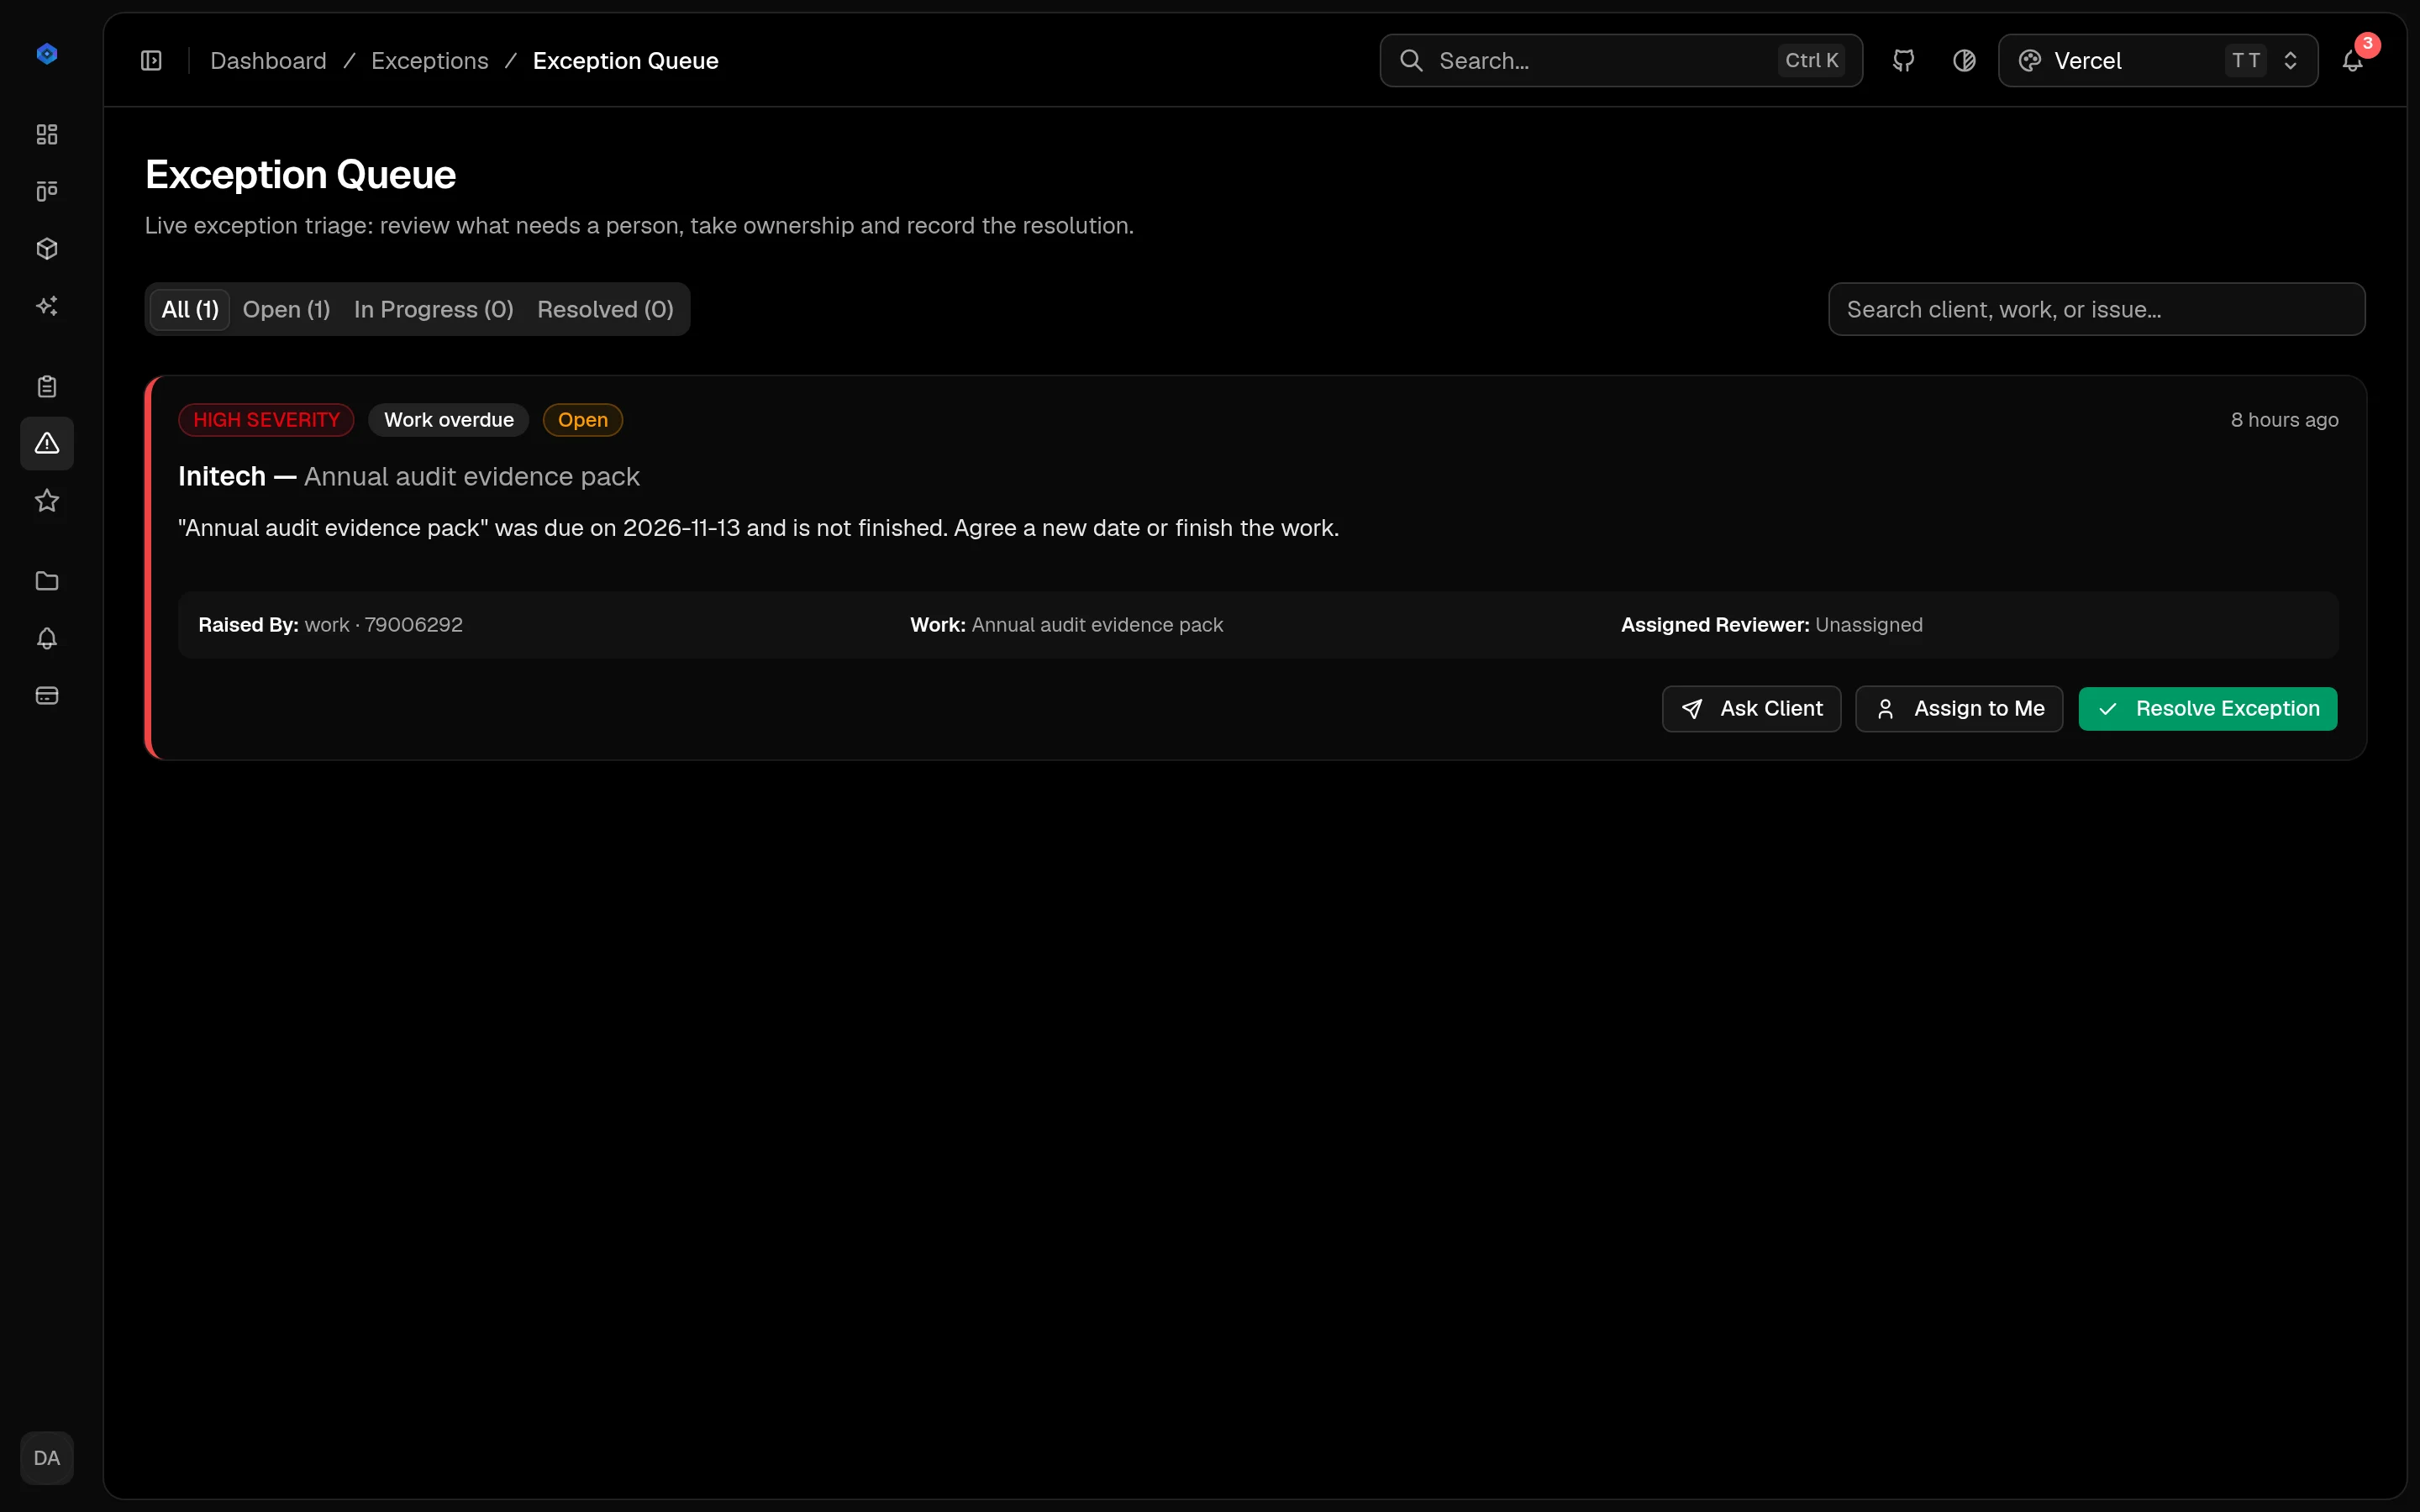 Dashboard / Exceptions / Exception Queue
Search... Ctrl K
Vercel T T
3
Exception Queue
Live exception triage: review what needs a person, take ownership and record the resolution.
All (1) Open (1) In Progress (0) Resolved (0)
Search client, work, or issue...
HIGH SEVERITY Work overdue Open
8 hours ago
Initech — Annual audit evidence pack
"Annual audit evidence pack" was due on 2026-11-13 and is not finished. Agree a new date or finish the work.
Raised By: work · 79006292
Work: Annual audit evidence pack
Assigned Reviewer: Unassigned
Ask Client
Assign to Me
Resolve Exception
DA